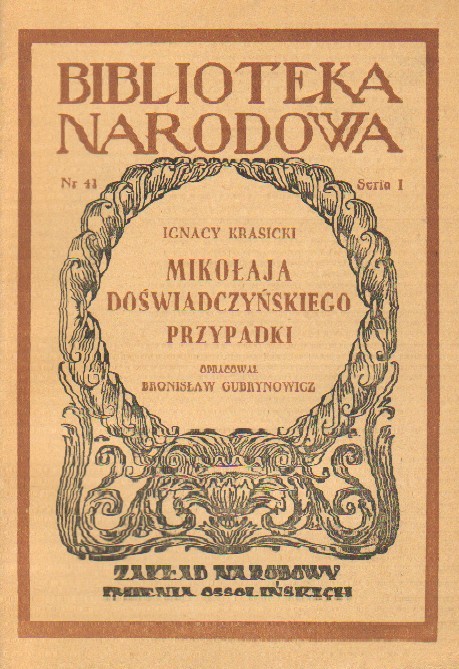 BIBLIOTEKA
NARODOWA
Nr 41 Seria I
IGNACY KRASICKI
MIKOŁAJA
DOŚWIADCZYŃSKIEGO
PRZYPADKI
OPRACOWAŁ
BRONISŁAW GUBRYNOWICZ
ZAKŁAD NARODOWY
IMIENIA OSSOLIŃSKICH